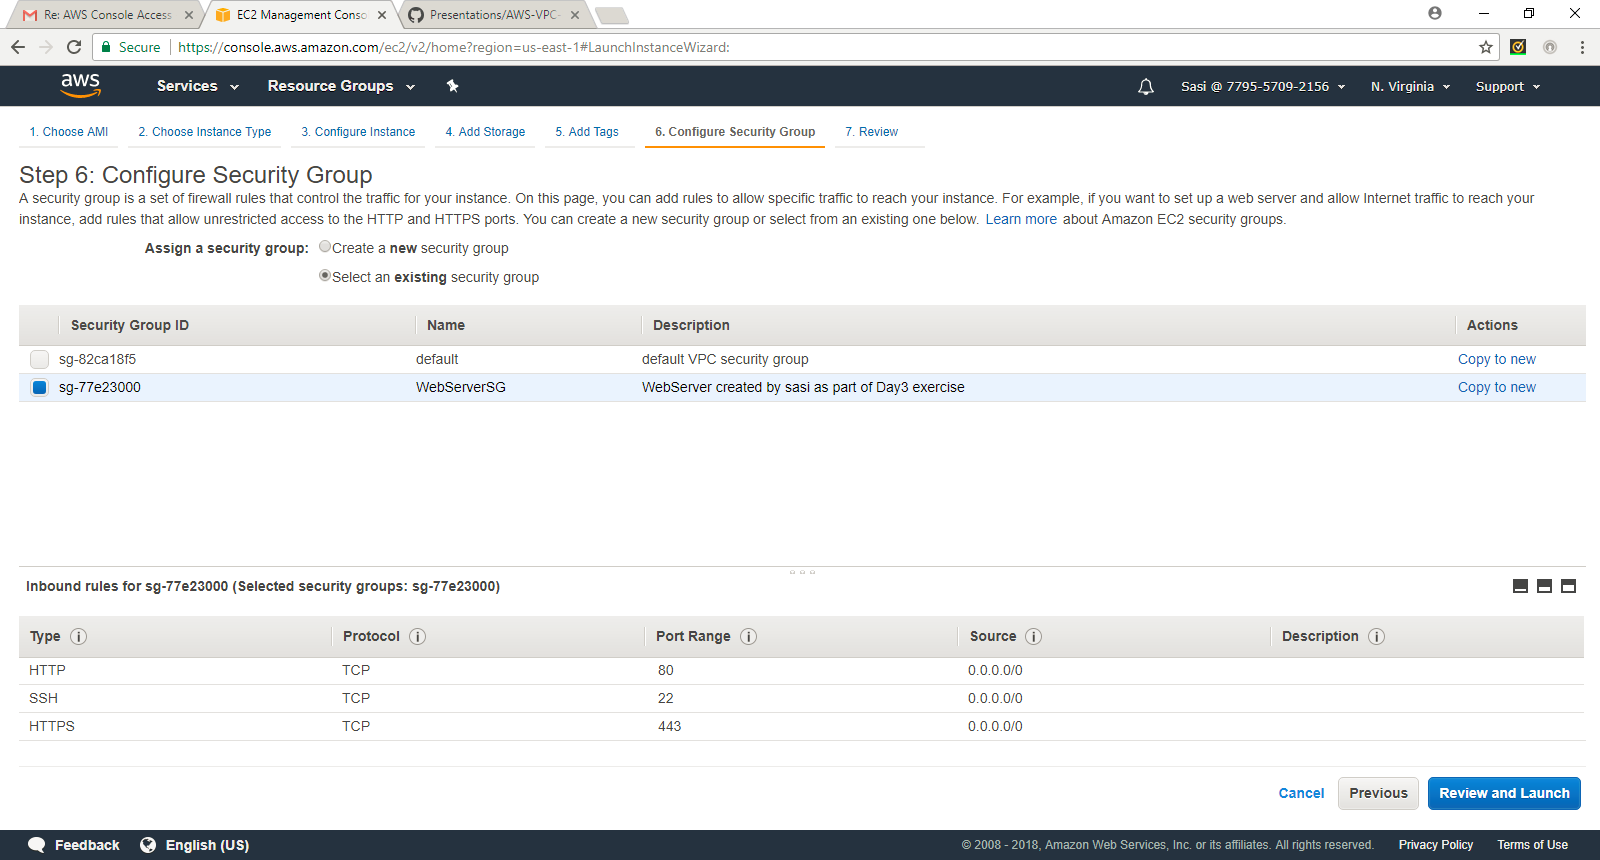 Re: AWS Console Access
EC2 Management Conso
Presentations/AWS-VPC-
Secure https://console.aws.amazon.com/ec2/v2/home?region=us-east-1#LaunchInstanceWizard:
aws Services Resource Groups Sasi @ 7795-5709-2156 N. Virginia Support
1. Choose AMI 2. Choose Instance Type 3. Configure Instance 4. Add Storage 5. Add Tags 6. Configure Security Group 7. Review
Step 6: Configure Security Group
A security group is a set of firewall rules that control the traffic for your instance. On this page, you can add rules to allow specific traffic to reach your instance. For example, if you want to set up a web server and allow Internet traffic to reach your
instance, add rules that allow unrestricted access to the HTTP and HTTPS ports. You can create a new security group or select from an existing one below. Learn more about Amazon EC2 security groups.
Assign a security group: Create a new security group
Select an existing security group
Security Group ID Name Description Actions
sg-82ca18f5 default default VPC security group Copy to new
sg-77e23000 WebServerSG WebServer created by sasi as part of Day3 exercise Copy to new
Inbound rules for sg-77e23000 (Selected security groups: sg-77e23000)
Type i Protocol i Port Range i Source i Description i
HTTP TCP 80 0.0.0.0/0
SSH TCP 22 0.0.0.0/0
HTTPS TCP 443 0.0.0.0/0
Cancel Previous Review and Launch
Feedback English (US) © 2008 - 2018, Amazon Web Services, Inc. or its affiliates. All rights reserved. Privacy Policy Terms of Use